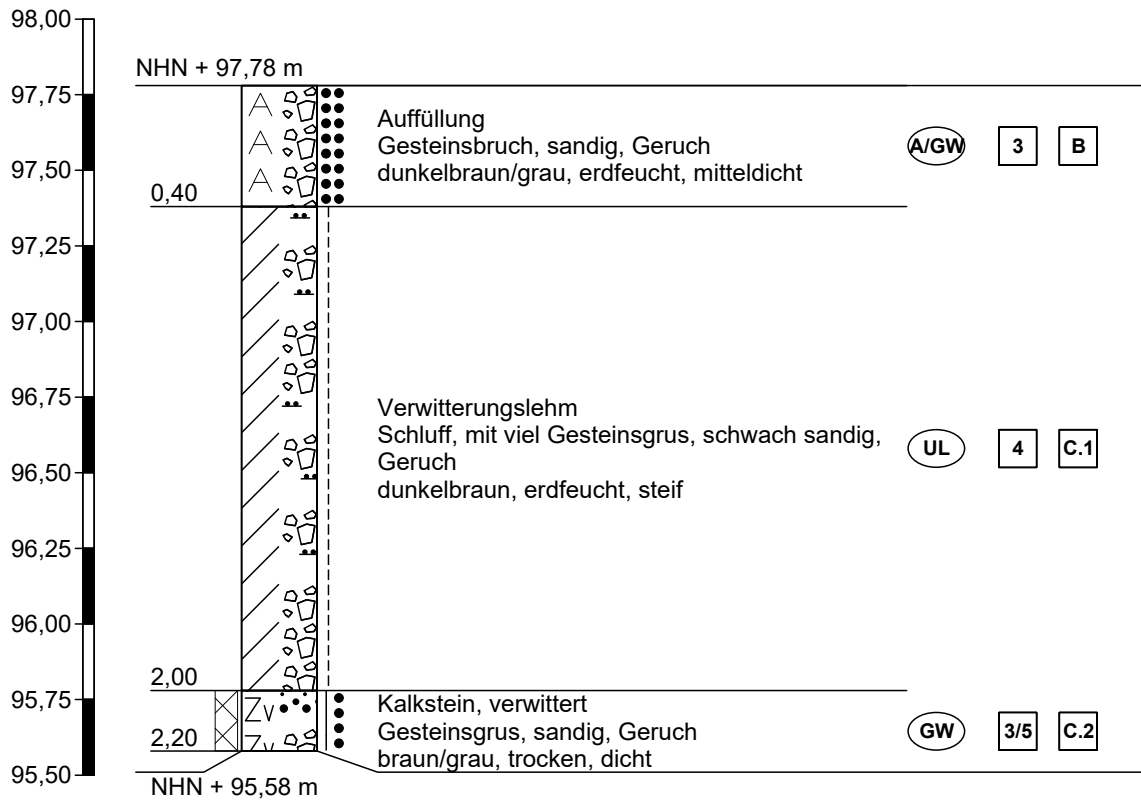 98,00
NHN + 97,78 m
97,75
A
Auffüllung
A/GW
3
B
A
Gesteinsbruch, sandig, Geruch
97,50
A
dunkelbraun/grau, erdfeucht, mitteldicht
0,40
97,25
97,00
96,75
Verwitterungslehm
Schluff, mit viel Gesteinsgrus, schwach sandig,
UL
4
C.1
96,50
Geruch
dunkelbraun, erdfeucht, steif
96,25
96,00
2,00
95,75
Zv
Kalkstein, verwittert
Gesteinsgrus, sandig, Geruch
GW
3/5
C.2
2,20
Zv
braun/grau, trocken, dicht
95,50
NHN + 95,58 m